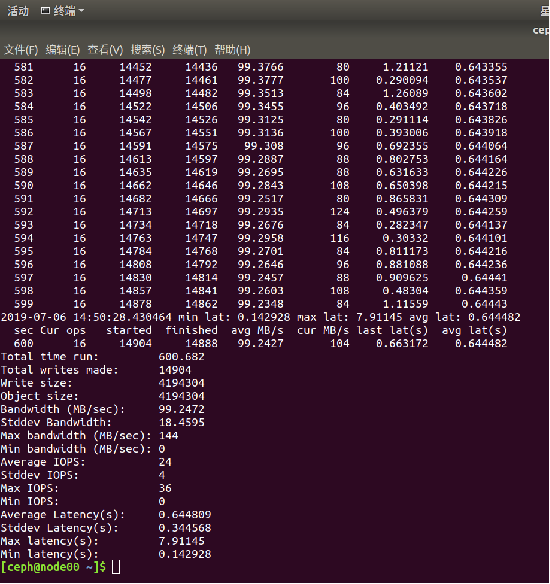 活动 终端
星
ceph
文件(F) 编辑(E) 查看(V) 搜索(S) 终端(T) 帮助(H)
581 16 14452 14436 99.3766 80 1.21121 0.643355
582 16 14477 14461 99.3777 100 0.290094 0.643537
583 16 14498 14482 99.3513 84 1.26089 0.643602
584 16 14522 14506 99.3455 96 0.403492 0.643718
585 16 14542 14526 99.3125 80 0.291114 0.643826
586 16 14567 14551 99.3136 100 0.393006 0.643918
587 16 14591 14575 99.308 96 0.692355 0.644064
588 16 14613 14597 99.2887 88 0.802753 0.644164
589 16 14635 14619 99.2695 88 0.631633 0.644226
590 16 14662 14646 99.2843 108 0.650398 0.644215
591 16 14682 14666 99.2517 80 0.865831 0.644309
592 16 14713 14697 99.2935 124 0.496379 0.644259
593 16 14734 14718 99.2676 84 0.282347 0.644137
594 16 14763 14747 99.2958 116 0.30332 0.644101
595 16 14784 14768 99.2701 84 0.811173 0.644216
596 16 14808 14792 99.2646 96 0.881088 0.644236
597 16 14830 14814 99.2457 88 0.909625 0.64441
598 16 14857 14841 99.2603 108 0.48304 0.644359
599 16 14878 14862 99.2348 84 1.11559 0.64443
2019-07-06 14:50:28.430464 min lat: 0.142928 max lat: 7.91145 avg lat: 0.644482
sec Cur ops started finished avg MB/s cur MB/s last lat(s) avg lat(s)
600 16 14904 14888 99.2427 104 0.663172 0.644482
Total time run: 600.682
Total writes made: 14904
Write size: 4194304
Object size: 4194304
Bandwidth (MB/sec): 99.2472
Stddev Bandwidth: 18.4595
Max bandwidth (MB/sec): 144
Min bandwidth (MB/sec): 0
Average IOPS: 24
Stddev IOPS: 4
Max IOPS: 36
Min IOPS: 0
Average Latency(s): 0.644809
Stddev Latency(s): 0.344568
Max latency(s): 7.91145
Min latency(s): 0.142928
[ceph@node00 ~]$